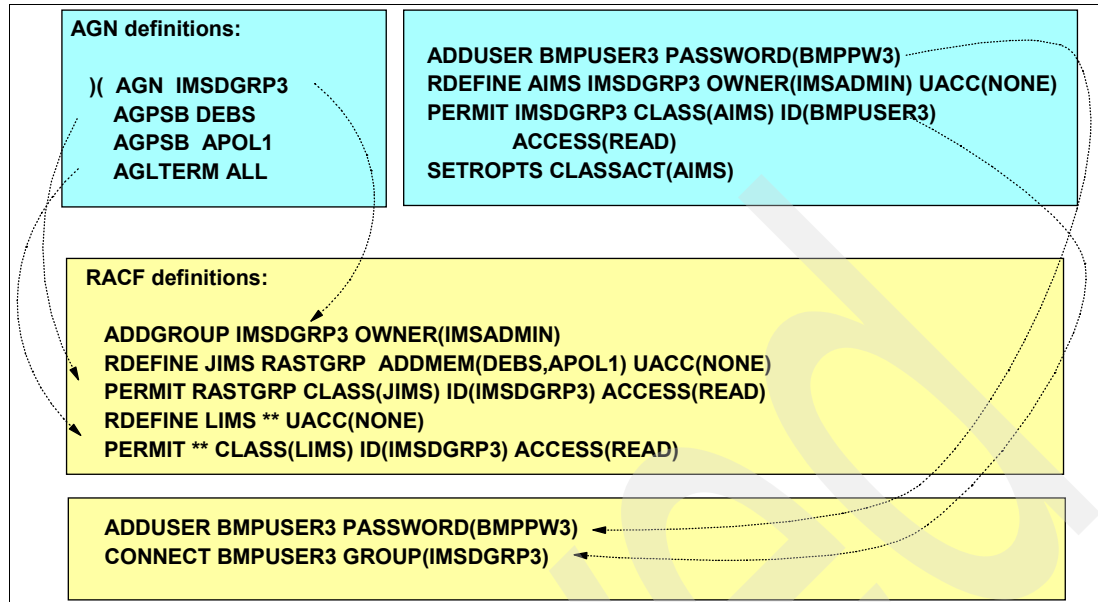 AGN definitions:
)( AGN IMSDGRP3
AGPSB DEBS
AGPSB APOL1
AGLTERM ALL
ADDUSER BMPUSER3 PASSWORD(BMPPW3)
RDEFINE AIMS IMSDGRP3 OWNER(IMSADMIN) UACC(NONE)
PERMIT IMSDGRP3 CLASS(AIMS) ID(BMPUSER3)
ACCESS(READ)
SETROPTS CLASSACT(AIMS)
RACF definitions:
ADDGROUP IMSDGRP3 OWNER(IMSADMIN)
RDEFINE JIMS RASTGRP ADDMEM(DEBS,APOL1) UACC(NONE)
PERMIT RASTGRP CLASS(JIMS) ID(IMSDGRP3) ACCESS(READ)
RDEFINE LIMS ** UACC(NONE)
PERMIT ** CLASS(LIMS) ID(IMSDGRP3) ACCESS(READ)
ADDUSER BMPUSER3 PASSWORD(BMPPW3)
CONNECT BMPUSER3 GROUP(IMSDGRP3)